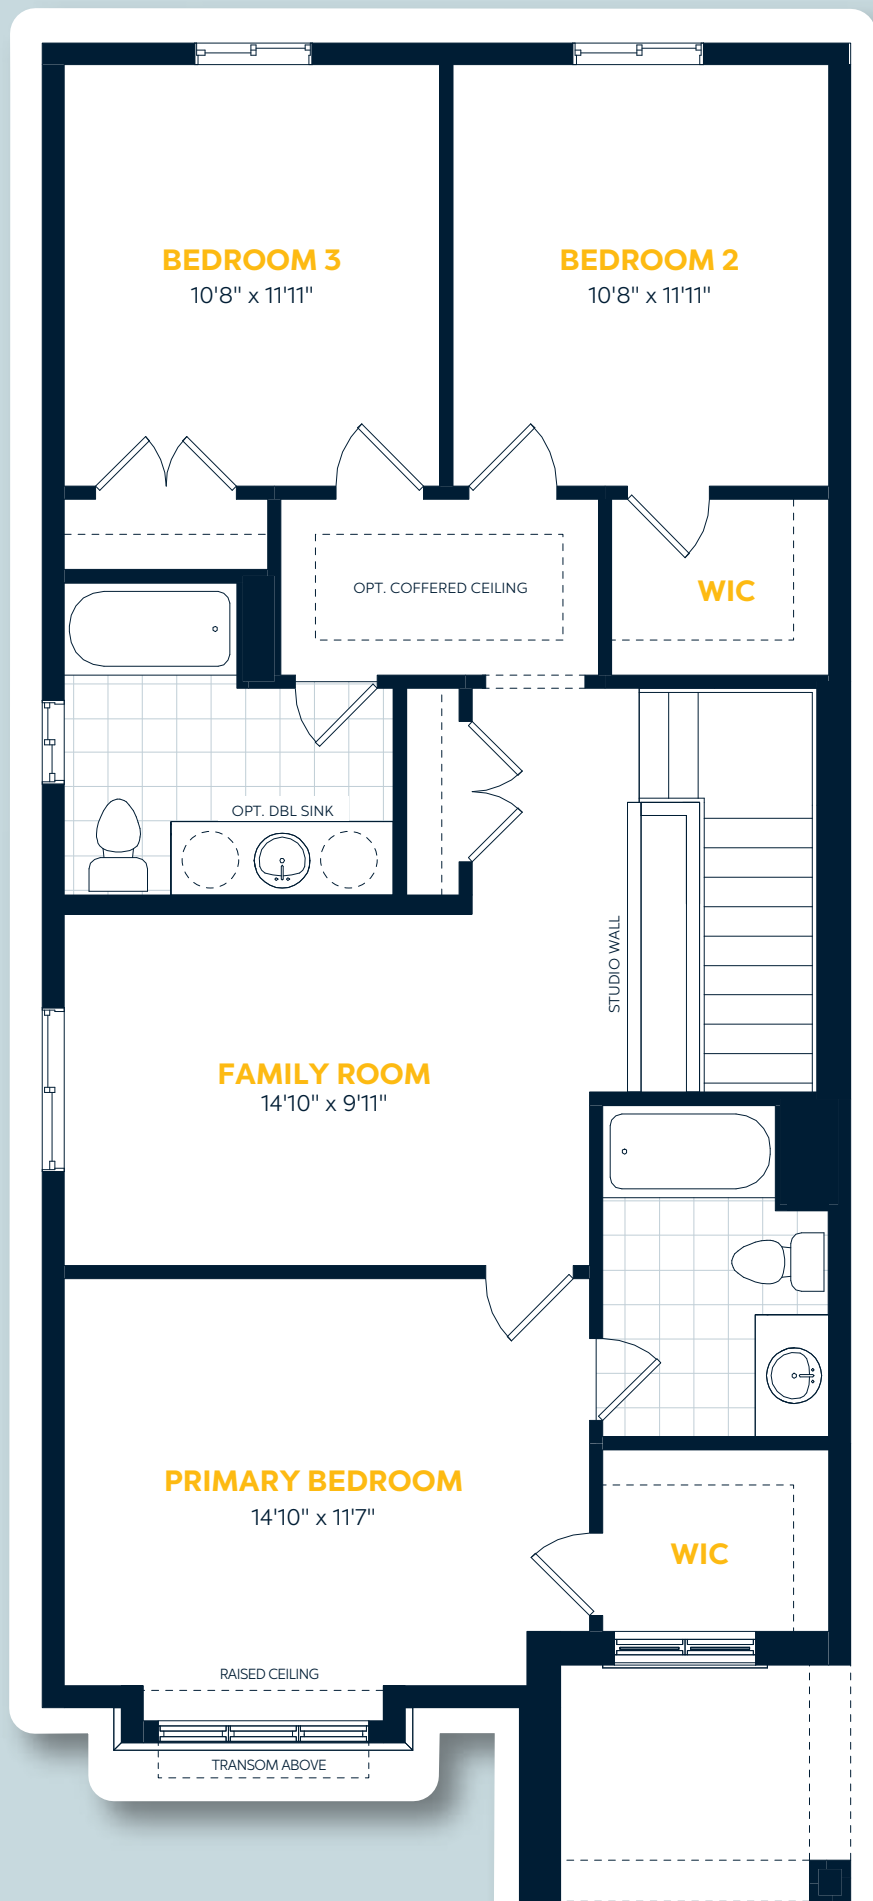 BEDROOM 3
10'8" x 11'11"
BEDROOM 2
10'8" x 11'11"
OPT. COFFERED CEILING
WIC
OPT. DBL SINK
STUDIO WALL
FAMILY ROOM
14'10" x 9'11"
PRIMARY BEDROOM
14'10" x 11'7"
WIC
RAISED CEILING
TRANSOM ABOVE